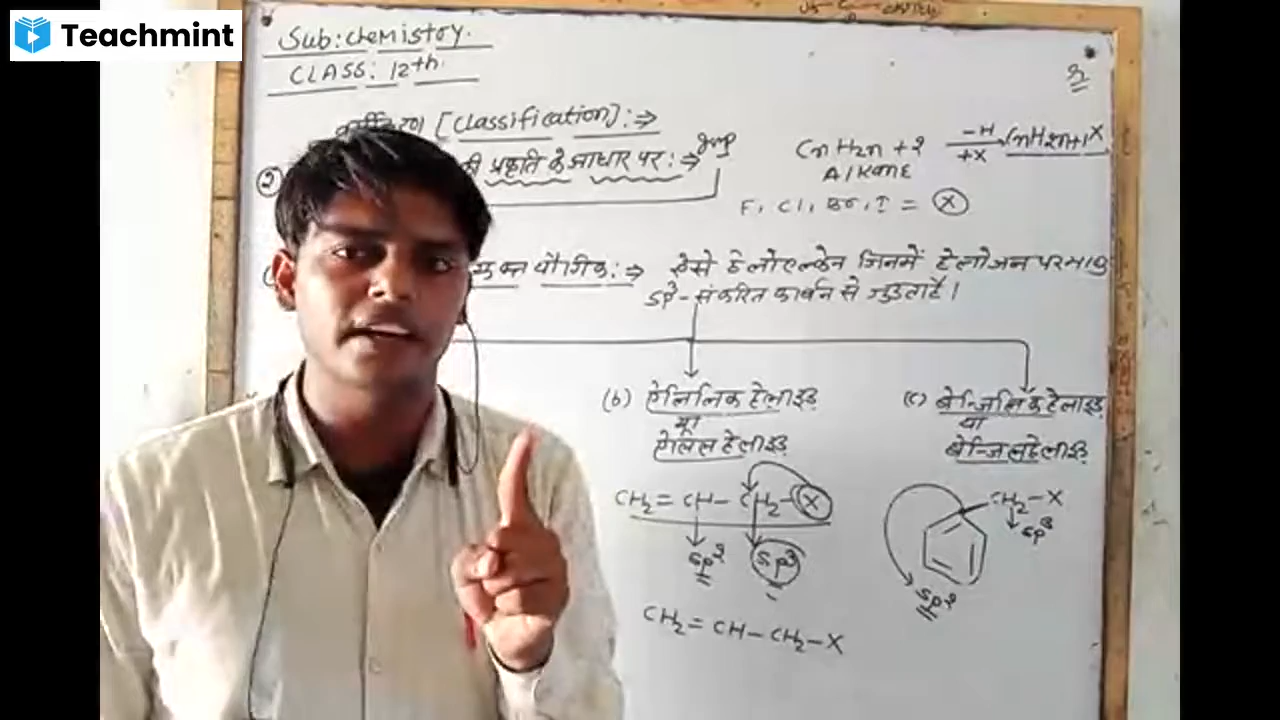 Teachmint
Sub: chemistry.
CLASS: 12th.
[Classification] :⇒
② की प्रकृति के आधार पर :⇒ Imp
CnH2n+2 —H +X CnH2n+1X
AlKanE
F, Cl, Br, I = Ⓧ
यौगिक :⇒ ऐसे हैलोएल्केन जिनमें हैलोजन परमाणु
sp³-संकरित कार्बन से जुड़ता है।
(b) ऐलिलिक हैलाइड
या
ऐलिल हैलाइड
CH2 = CH - CH2 - X
sp² sp³
CH2 = CH - CH2 - X
(c) बेन्जिलिक हैलाइड
या
बेन्जिल हैलाइड
CH2 - X
sp³
sp²